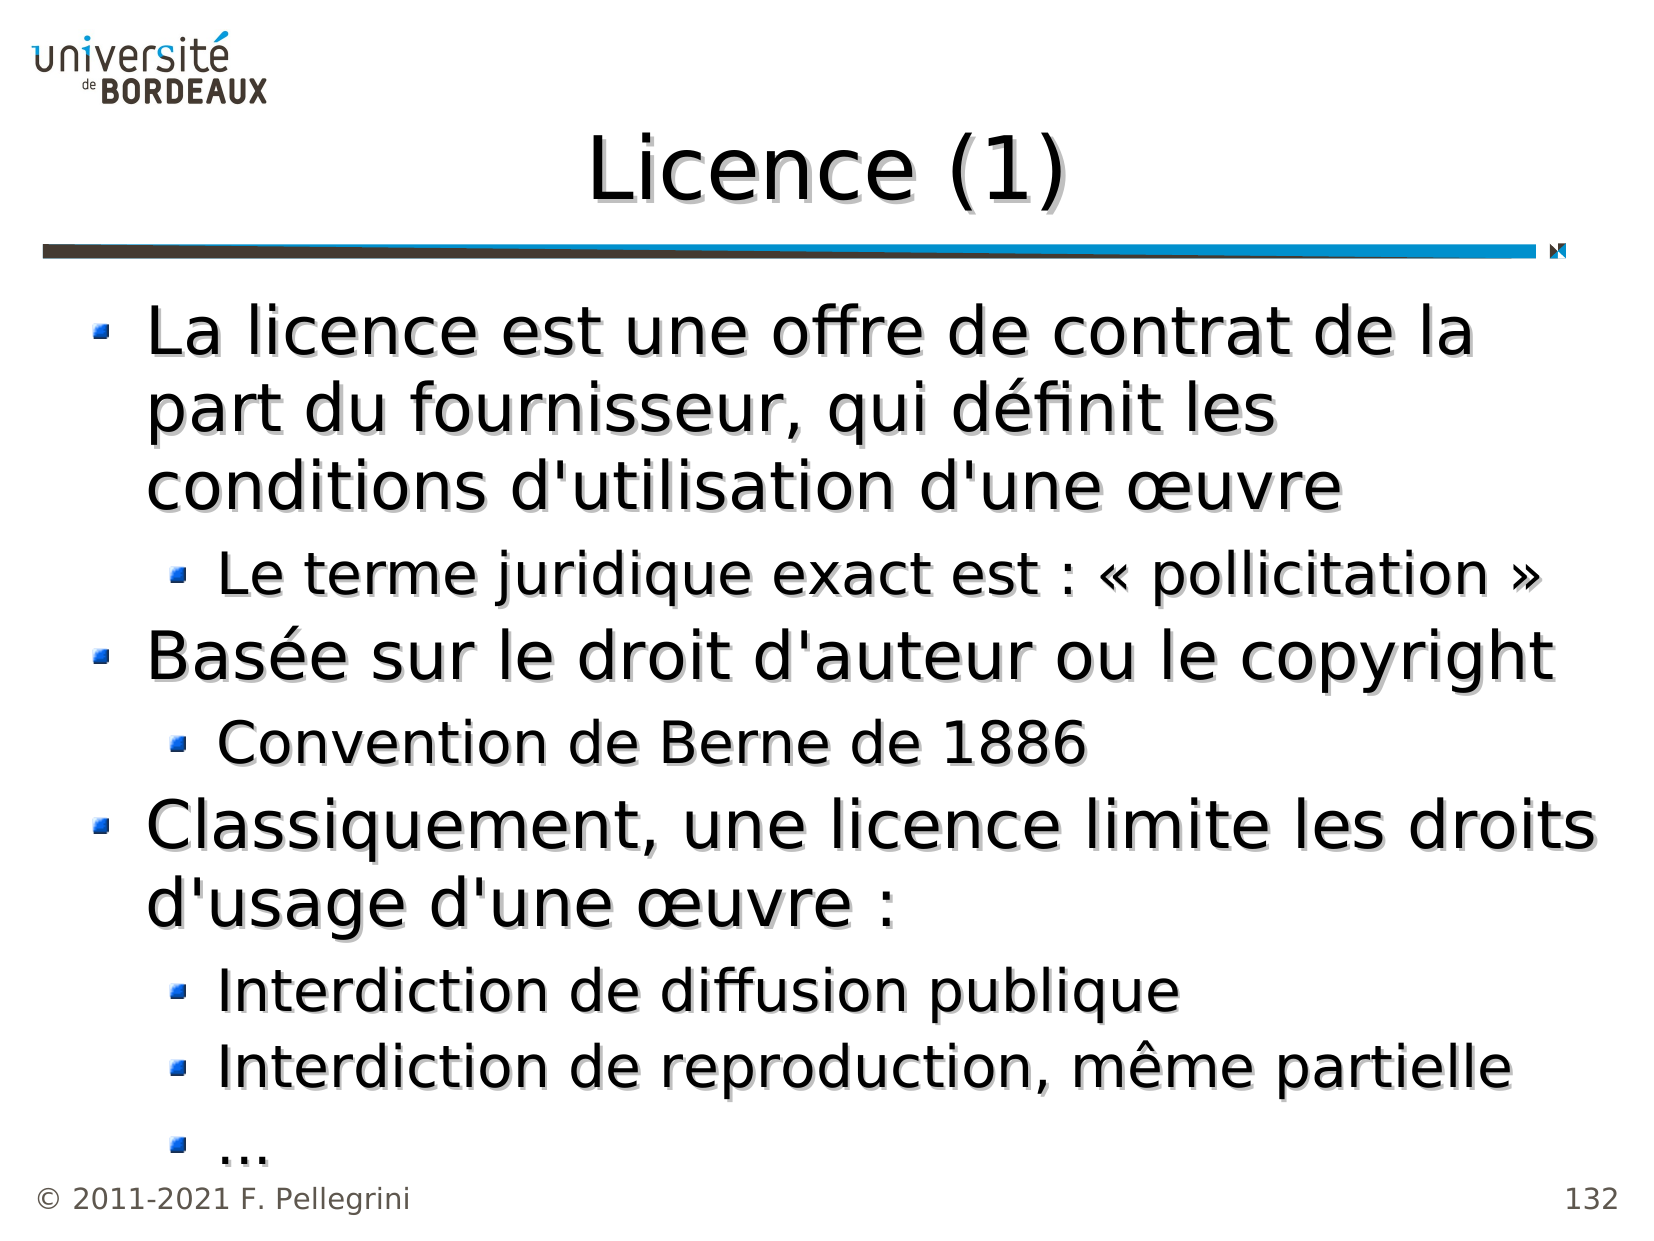 université
de BORDEAUX
Licence (1)
La licence est une offre de contrat de la
part du fournisseur, qui définit les
conditions d'utilisation d'une œuvre
Le terme juridique exact est : « pollicitation »
Basée sur le droit d'auteur ou le copyright
Convention de Berne de 1886
Classiquement, une licence limite les droits
d'usage d'une œuvre :
Interdiction de diffusion publique
Interdiction de reproduction, même partielle
...
© 2011-2021 F. Pellegrini
132